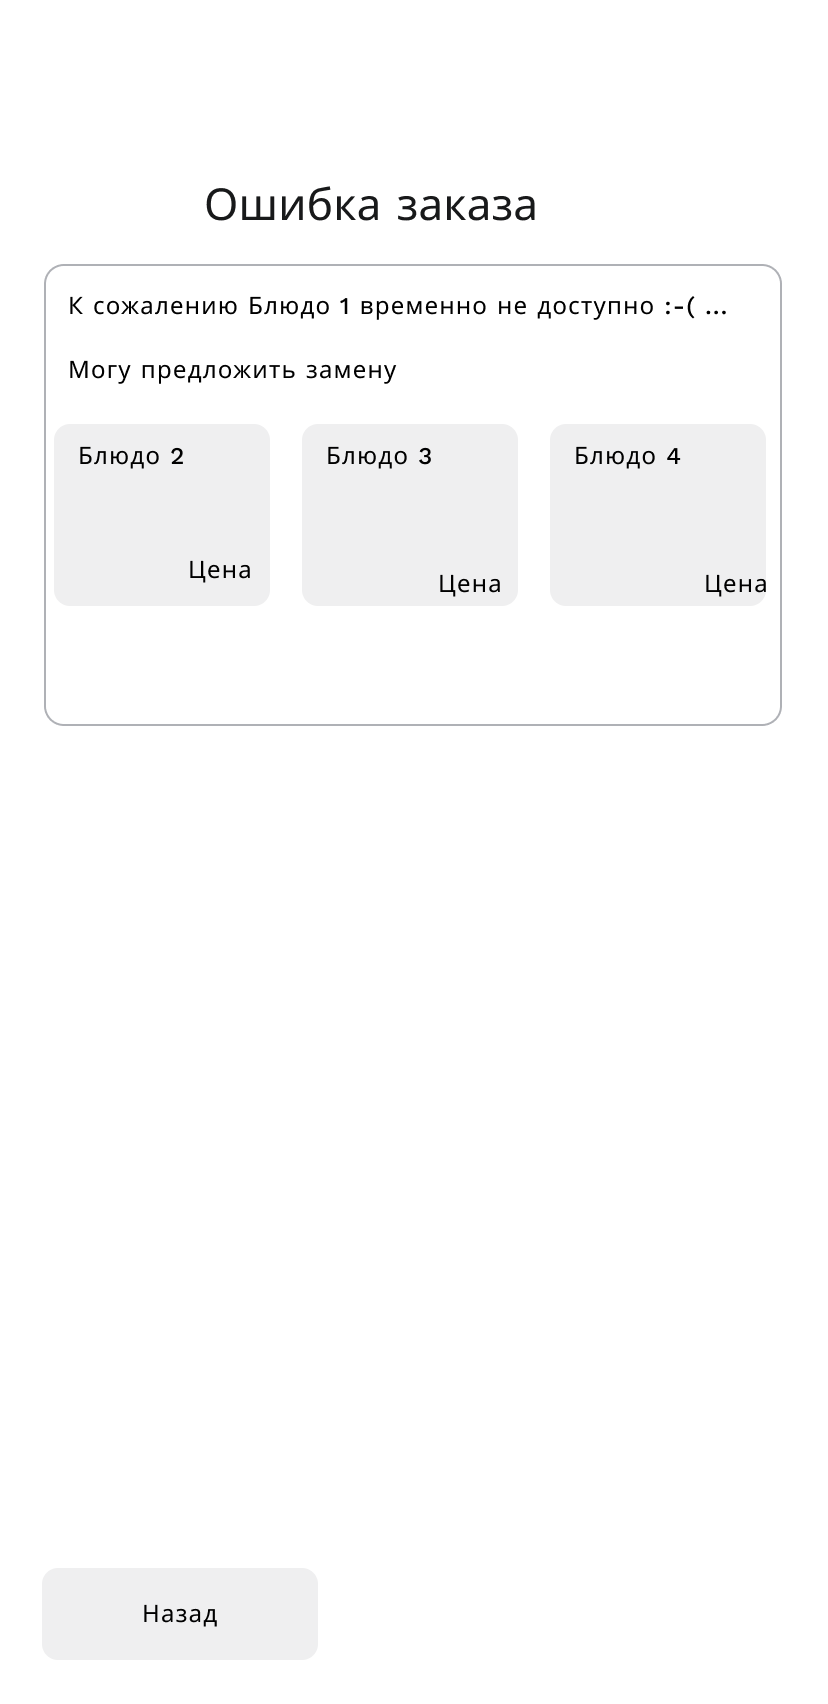 Ошибка заказа
К сожалению Блюдо 1 временно не доступно :-( ...
Могу предложить замену
Блюдо 2
Блюдо 3
Блюдо 4
Цена
Цена
Цена
Назад